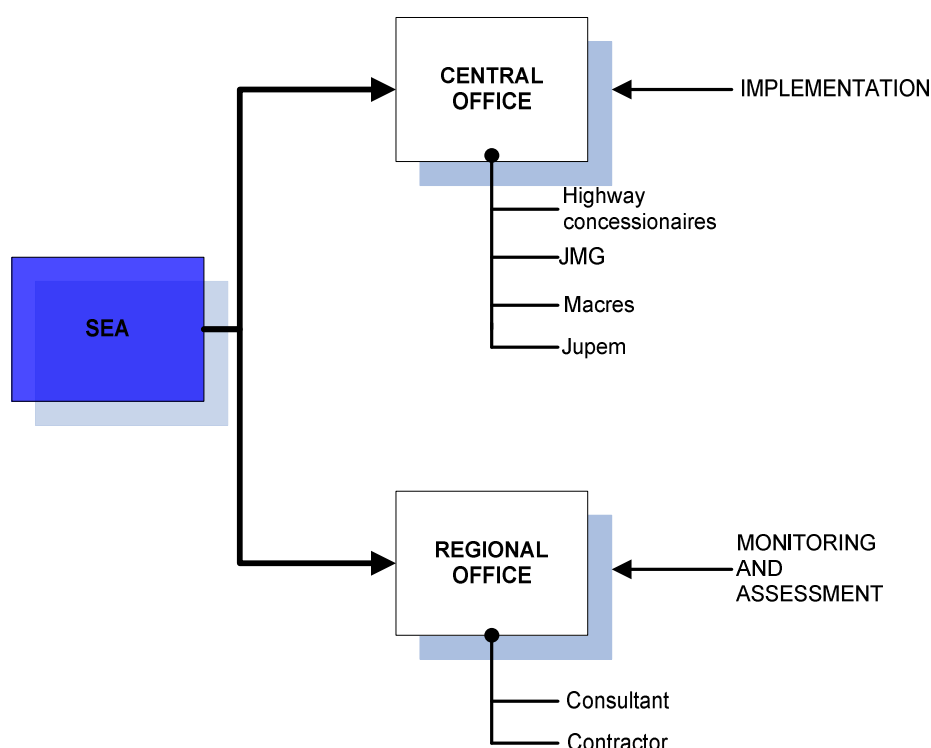 CENTRAL
OFFICE
IMPLEMENTATION
Highway
concessionaires
JMG
Macres
Jupem
SEA
REGIONAL
OFFICE
MONITORING
AND
ASSESSMENT
Consultant
Contractor